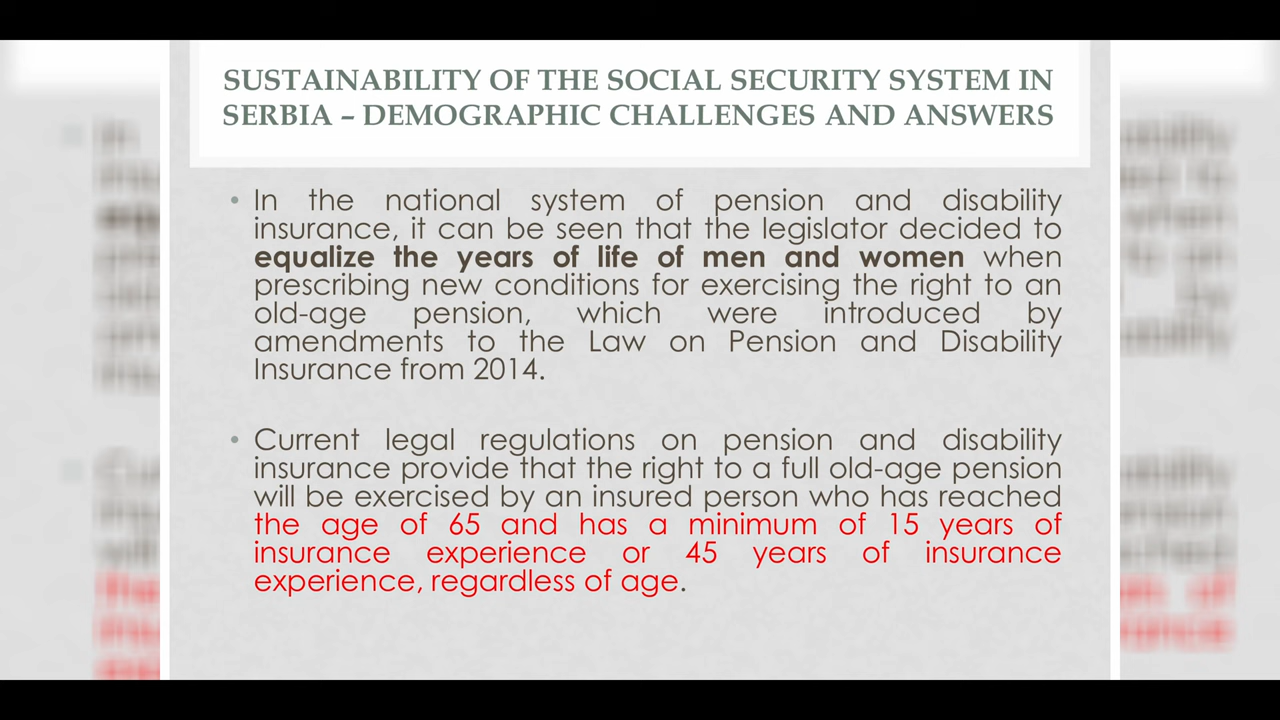 SUSTAINABILITY OF THE SOCIAL SECURITY SYSTEM IN
SERBIA – DEMOGRAPHIC CHALLENGES AND ANSWERS
• In the national system of pension and disability
insurance, it can be seen that the legislator decided to
equalize the years of life of men and women when
prescribing new conditions for exercising the right to an
old-age pension, which were introduced by
amendments to the Law on Pension and Disability
Insurance from 2014.
• Current legal regulations on pension and disability
insurance provide that the right to a full old-age pension
will be exercised by an insured person who has reached
the age of 65 and has a minimum of 15 years of
insurance experience or 45 years of insurance
experience, regardless of age.